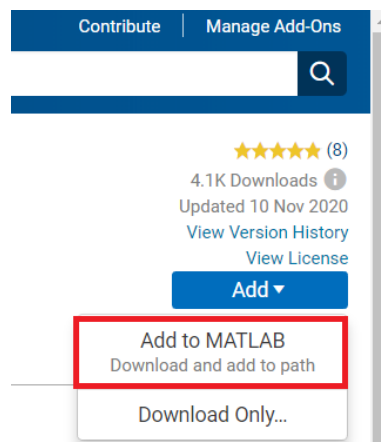 Contribute Manage Add-Ons
(8)
4.1K Downloads
Updated 10 Nov 2020
View Version History
View License
Add
Add to MATLAB
Download and add to path
Download Only...